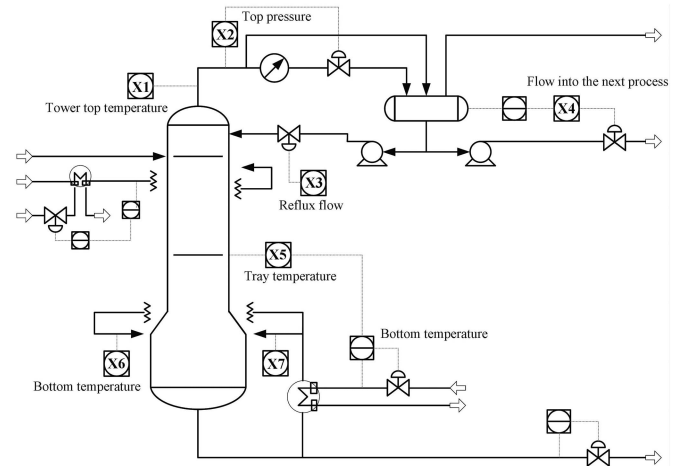 Top pressure
X2
X1
Tower top temperature
Flow into the next process
X4
X3
Reflux flow
X5
Tray temperature
Bottom temperature
X6
X7
Bottom temperature